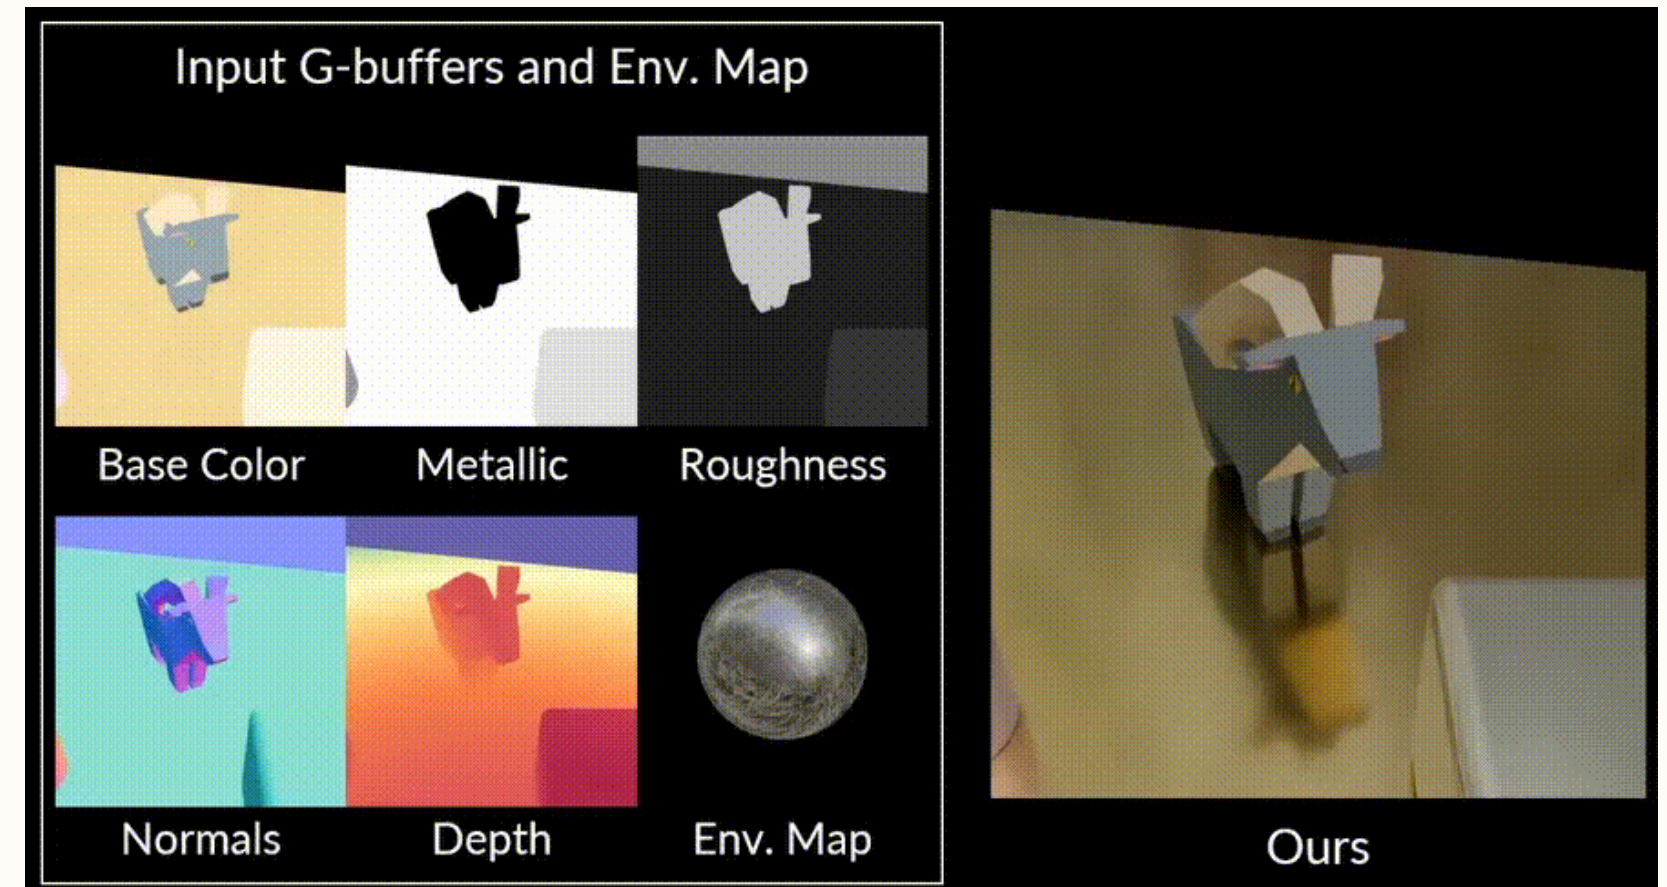 Input G-buffers and Env. Map
Base Color
Metallic
Roughness
Normals
Depth
Env. Map
Ours